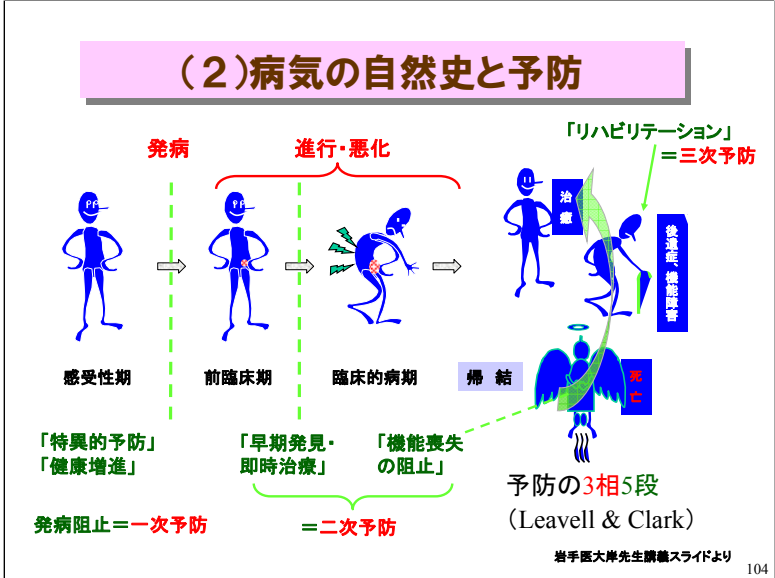 （２）病気の自然史と予防
発病
進行・悪化
「リハビリテーション」
＝三次予防
治癒
後遺症、機能障害
感受性期
前臨床期
臨床的病期
帰 結
死亡
「特異的予防」
「健康増進」
「早期発見・
即時治療」
「機能喪失
の阻止」
発病阻止＝一次予防
＝二次予防
予防の3相5段
（Leavell & Clark）
岩手医大岸先生講義スライドより
104